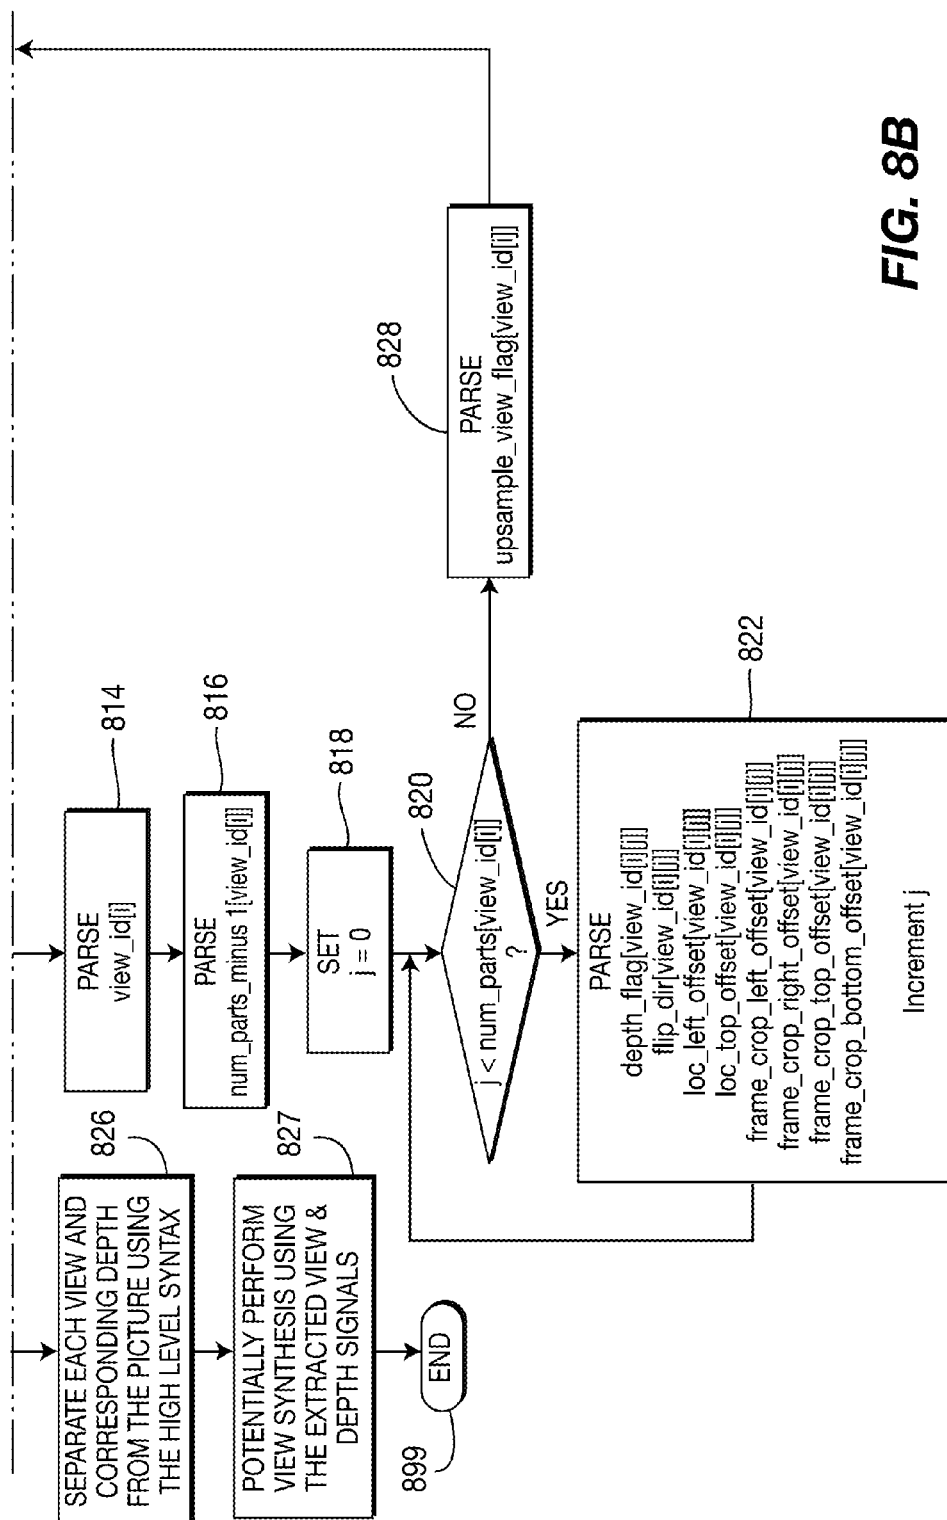 SEPARATE EACH VIEW AND
CORRESPONDING DEPTH
FROM THE PICTURE USING
THE HIGH LEVEL SYNTAX
826
POTENTIALLY PERFORM
VIEW SYNTHESIS USING
THE EXTRACTED VIEW &
DEPTH SIGNALS
827
END
899
PARSE
view_id[i]
814
PARSE
num_parts_minus 1[view_id[i]]
816
SET
j = 0
818
j < num_parts[view_id[i]]
?
820
NO
YES
PARSE
depth_flag[view_id[i][j]]
flip_dir[view_id[i][j]]
loc_left_offset[view_id[i][j]]
loc_top_offset[view_id[i][j]]
frame_crop_left_offset[view_id[i][j]]
frame_crop_right_offset[view_id[i][j]]
frame_crop_top_offset[view_id[i][j]]
frame_crop_bottom_offset[view_id[i][j]]
Increment j
822
PARSE
upsample_view_flag[view_id[i]]
828
FIG. 8B